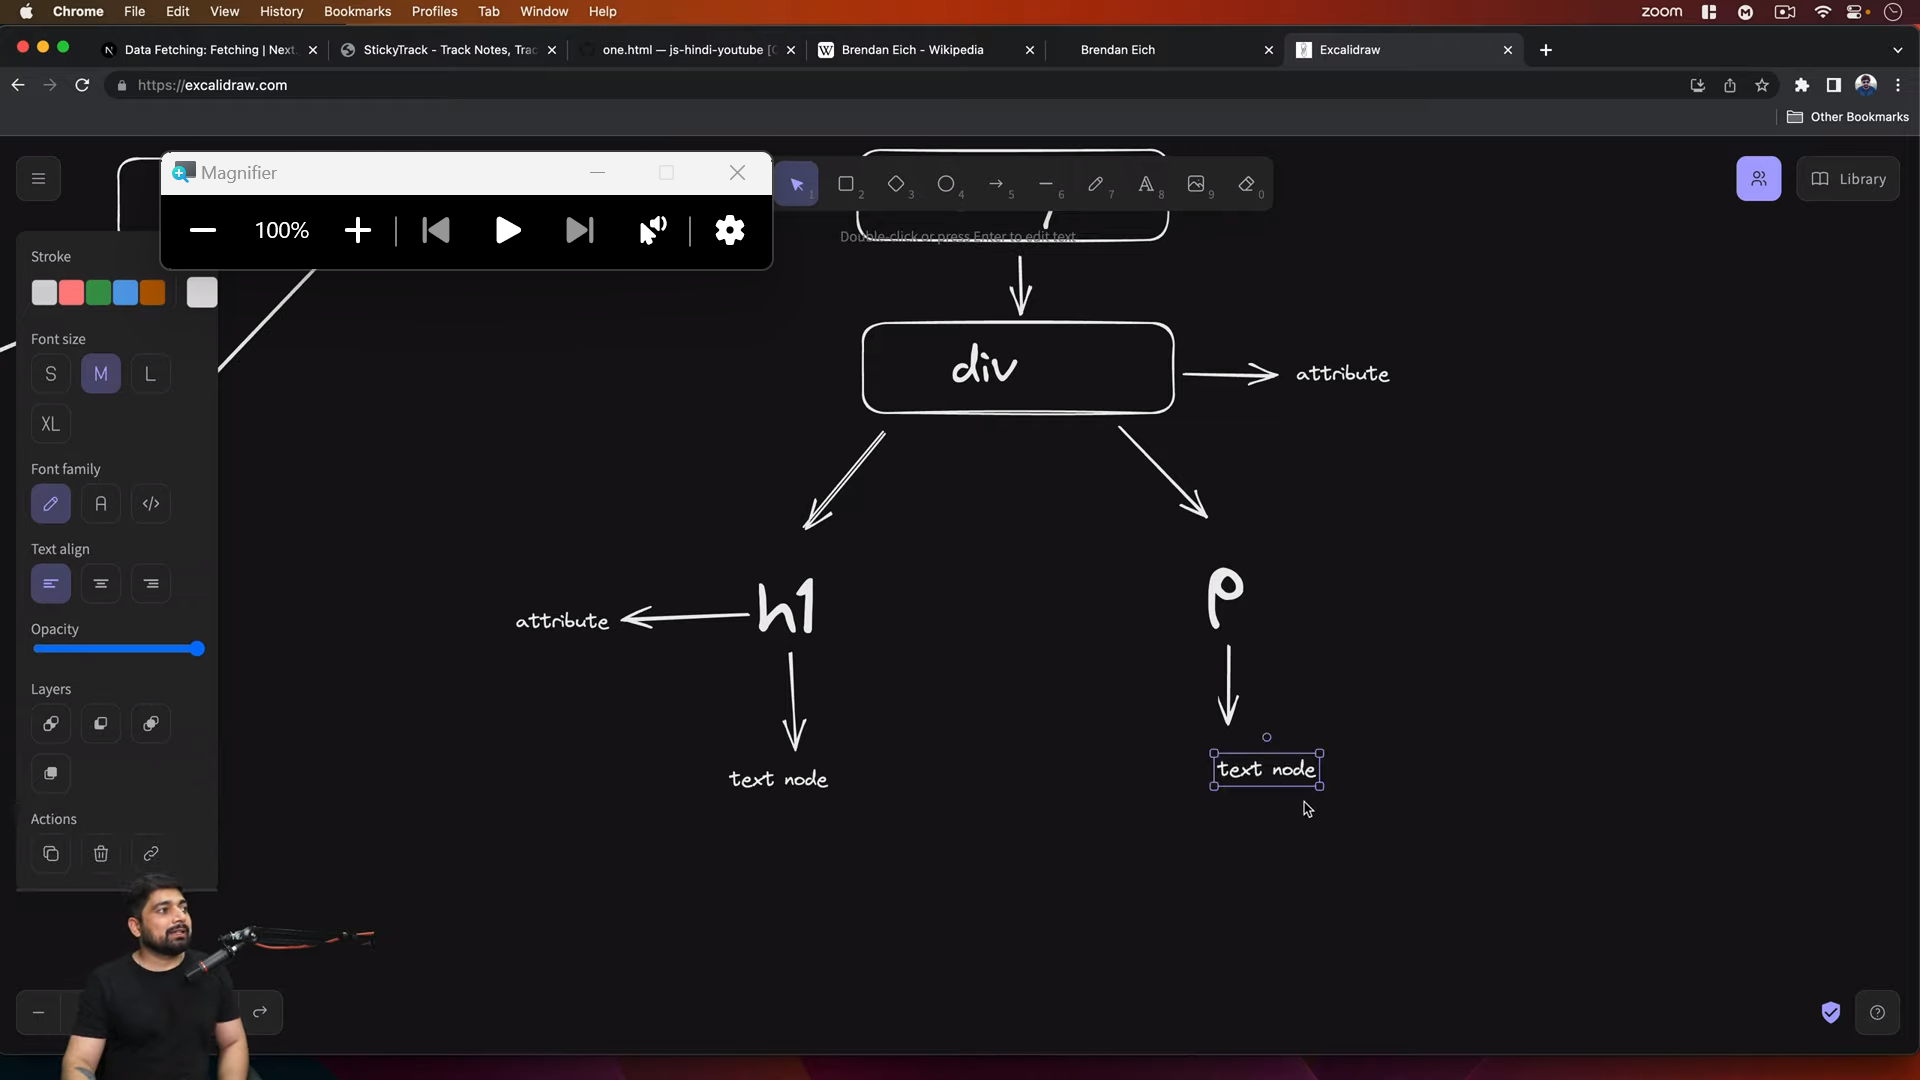 Chrome File Edit View History Bookmarks Profiles Tab Window Help zoom
Data Fetching: Fetching | Next. StickyTrack - Track Notes, Trac one.html — js-hindi-youtube [C Brendan Eich - Wikipedia Brendan Eich Excalidraw
https://excalidraw.com
Other Bookmarks
Magnifier
100%
1 2 3 4 5 6 7 8 9 0
Library
Double-click or press Enter to edit text
Stroke
Font size
S M L
XL
Font family
A
Text align
Opacity
Layers
Actions
div
attribute
h1
attribute
p
text node
text node